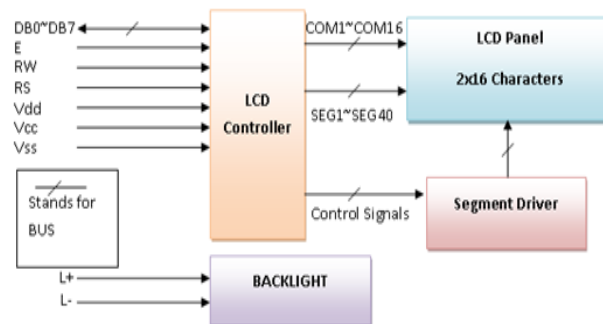 DB0~DB7
E
RW
RS
Vdd
Vcc
Vss
LCD
Controller
COM1~COM16
SEG1~SEG40
LCD Panel
2x16 Characters
Control Signals
Segment Driver
Stands for
BUS
L+
L-
BACKLIGHT